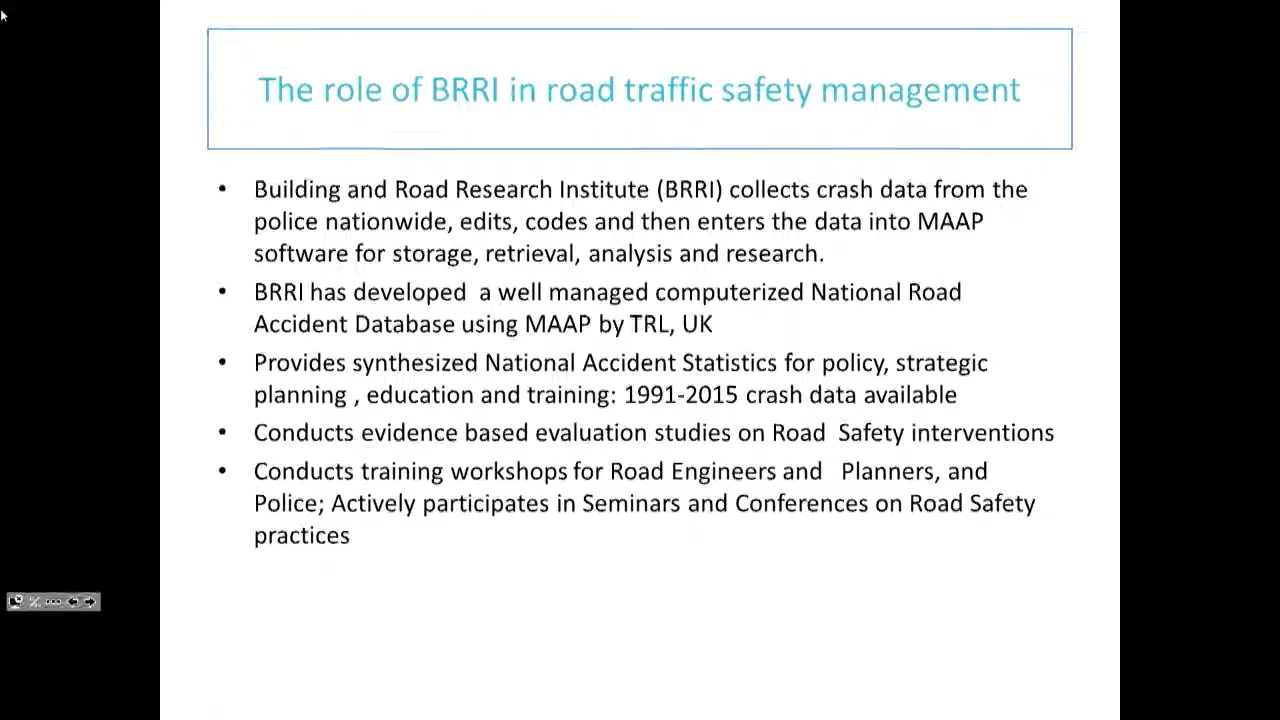 The role of BRRI in road traffic safety management
• Building and Road Research Institute (BRRI) collects crash data from the
police nationwide, edits, codes and then enters the data into MAAP
software for storage, retrieval, analysis and research.
• BRRI has developed a well managed computerized National Road
Accident Database using MAAP by TRL, UK
• Provides synthesized National Accident Statistics for policy, strategic
planning , education and training: 1991-2015 crash data available
• Conducts evidence based evaluation studies on Road Safety interventions
• Conducts training workshops for Road Engineers and Planners, and
Police; Actively participates in Seminars and Conferences on Road Safety
practices